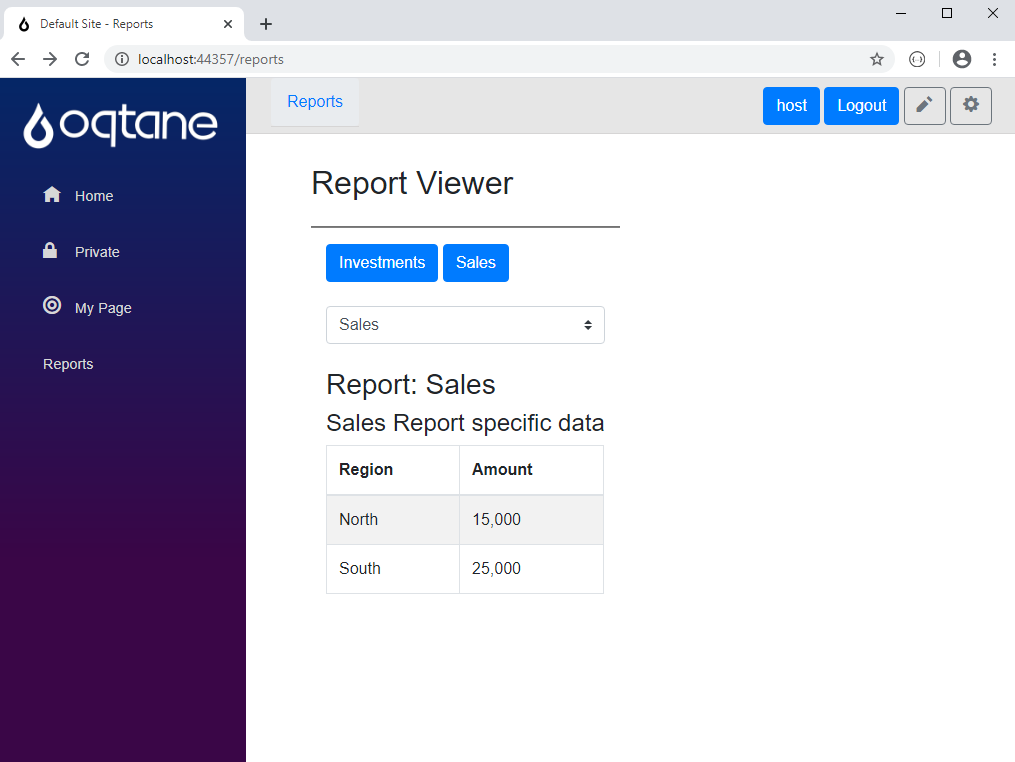 Default Site - Reports
localhost:44357/reports
oqtane
Reports
host
Logout
Home
Private
My Page
Reports
Report Viewer
Investments
Sales
Sales
Report: Sales
Sales Report specific data
Region Amount
North 15,000
South 25,000